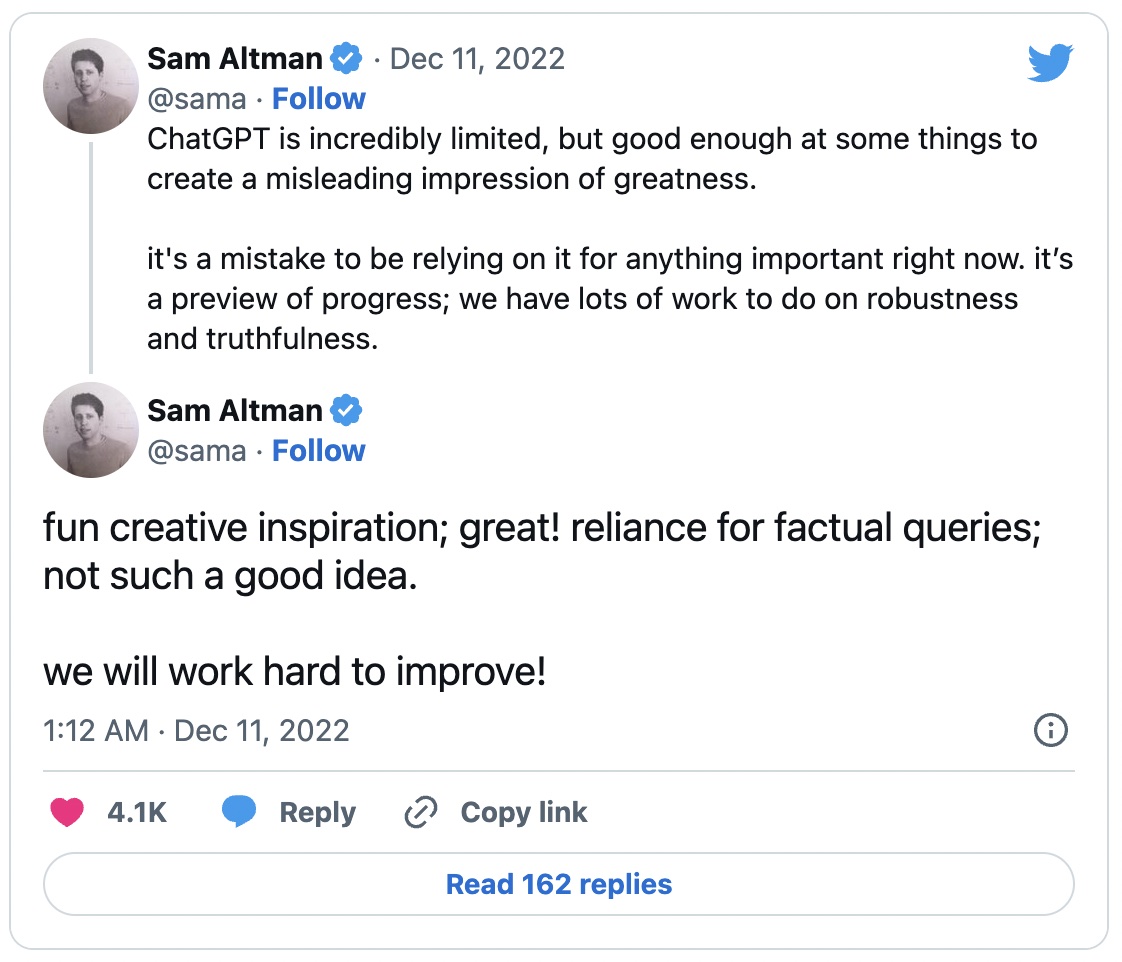 Sam Altman · Dec 11, 2022
@sama · Follow
ChatGPT is incredibly limited, but good enough at some things to
create a misleading impression of greatness.
it's a mistake to be relying on it for anything important right now. it’s
a preview of progress; we have lots of work to do on robustness
and truthfulness.
Sam Altman
@sama · Follow
fun creative inspiration; great! reliance for factual queries;
not such a good idea.
we will work hard to improve!
1:12 AM · Dec 11, 2022
4.1K Reply Copy link
Read 162 replies